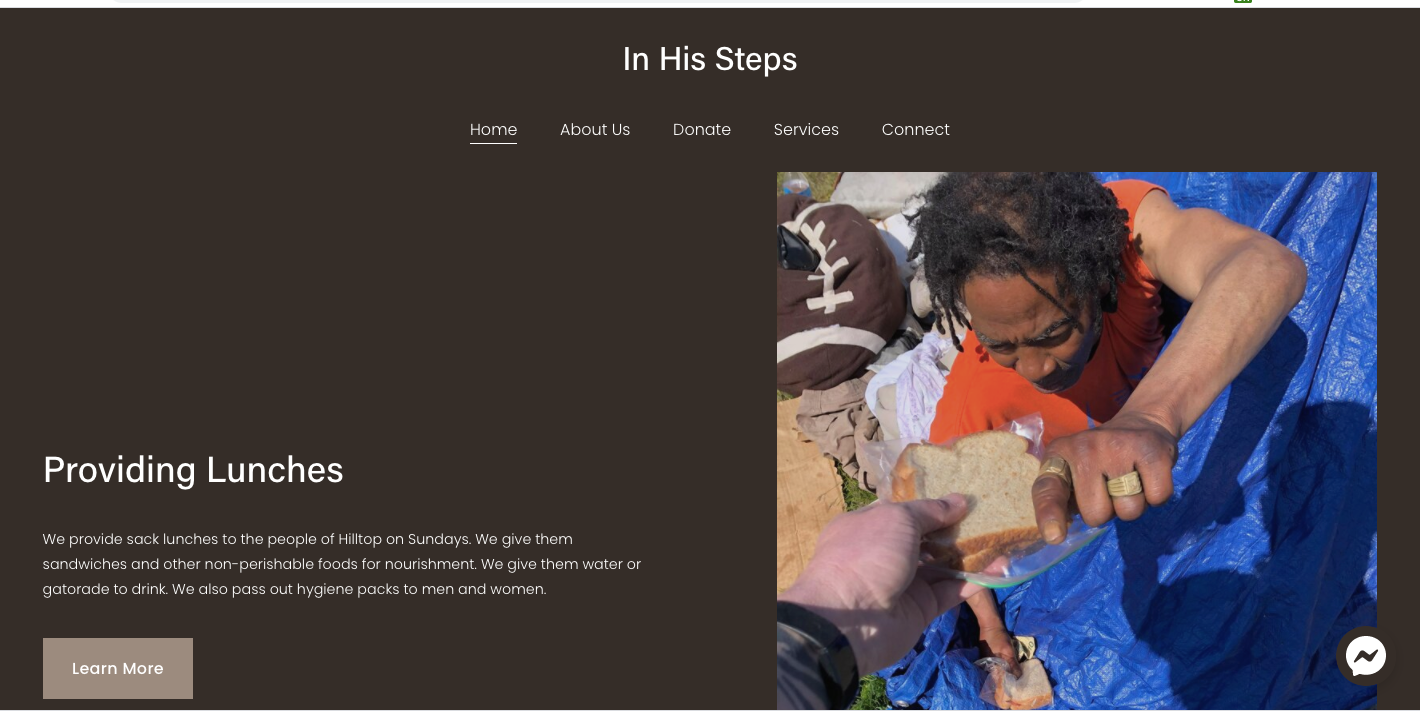 In His Steps
Home About Us Donate Services Connect
Providing Lunches
We provide sack lunches to the people of Hilltop on Sundays. We give them
sandwiches and other non-perishable foods for nourishment. We give them water or
gatorade to drink. We also pass out hygiene packs to men and women.
Learn More